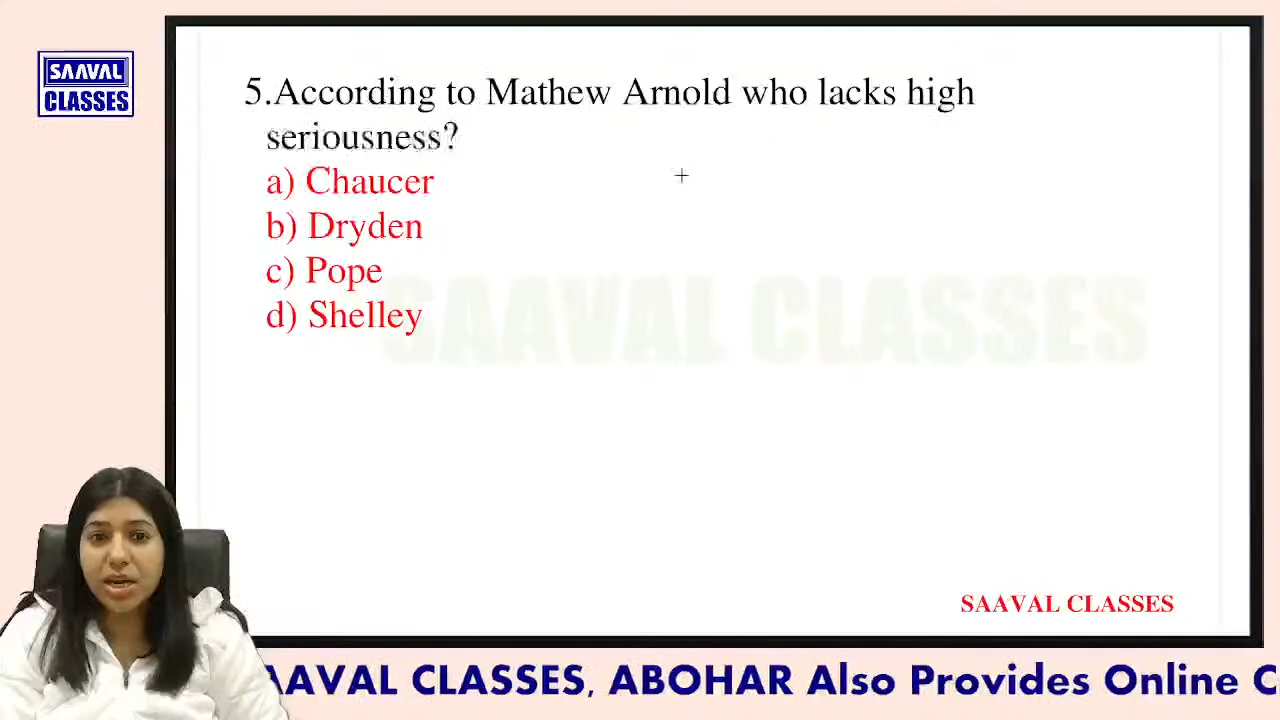 SAAVAL
CLASSES
5.According to Mathew Arnold who lacks high
seriousness?
a) Chaucer
b) Dryden
c) Pope
d) Shelley
SAAVAL CLASSES
SAAVAL CLASSES
AAVAL CLASSES, ABOHAR Also Provides Online C